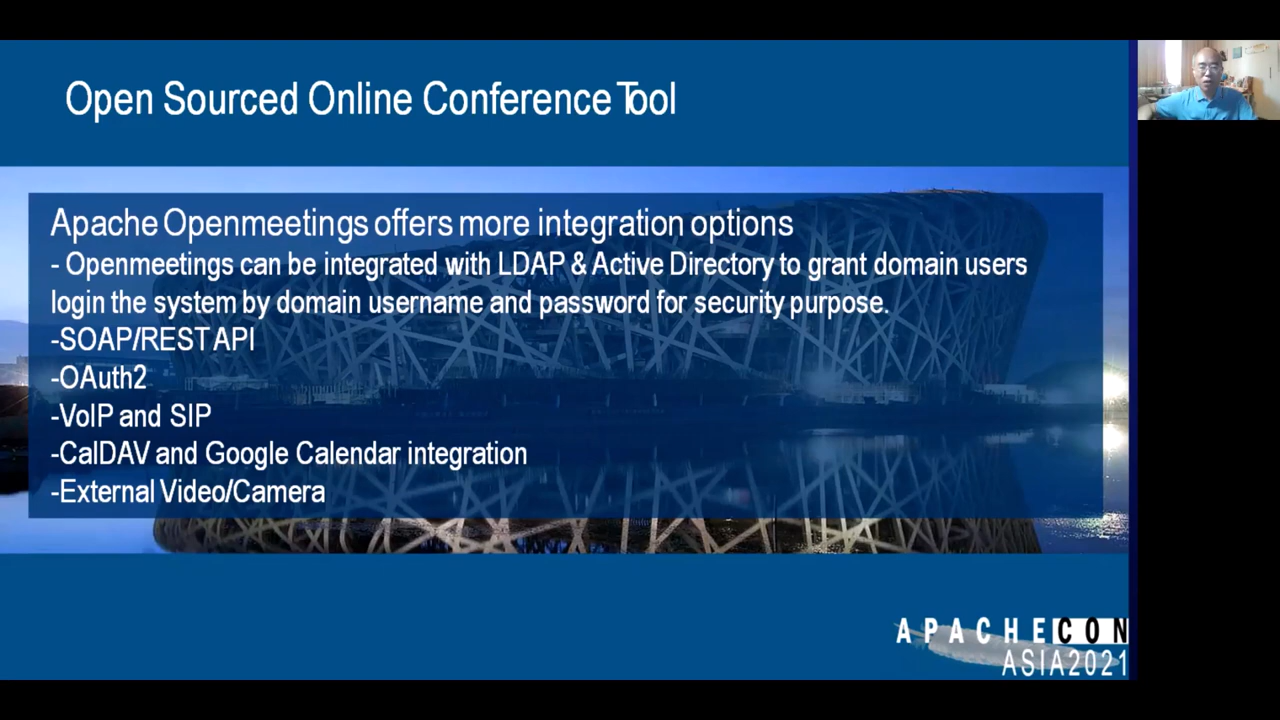 Open Sourced Online Conference Tool
Apache Openmeetings offers more integration options
- Openmeetings can be integrated with LDAP & Active Directory to grant domain users
login the system by domain username and password for security purpose.
-SOAP/REST API
-OAuth2
-VoIP and SIP
-CalDAV and Google Calendar integration
-External Video/Camera
APACHECON
ASIA2021